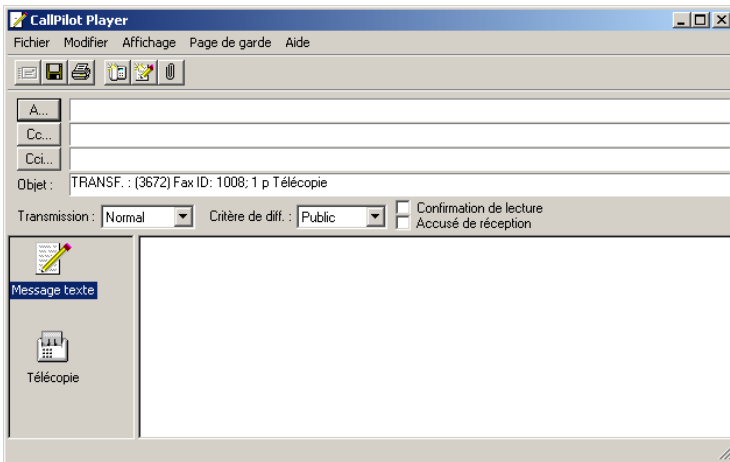 CallPilot Player
Fichier Modifier Affichage Page de garde Aide
A...
Cc...
Cci...
Objet : TRANSF. : (3672) Fax ID: 1008; 1 p Télécopie
Transmission : Normal Critère de diff. : Public Confirmation de lecture
Accusé de réception
Message texte
Télécopie